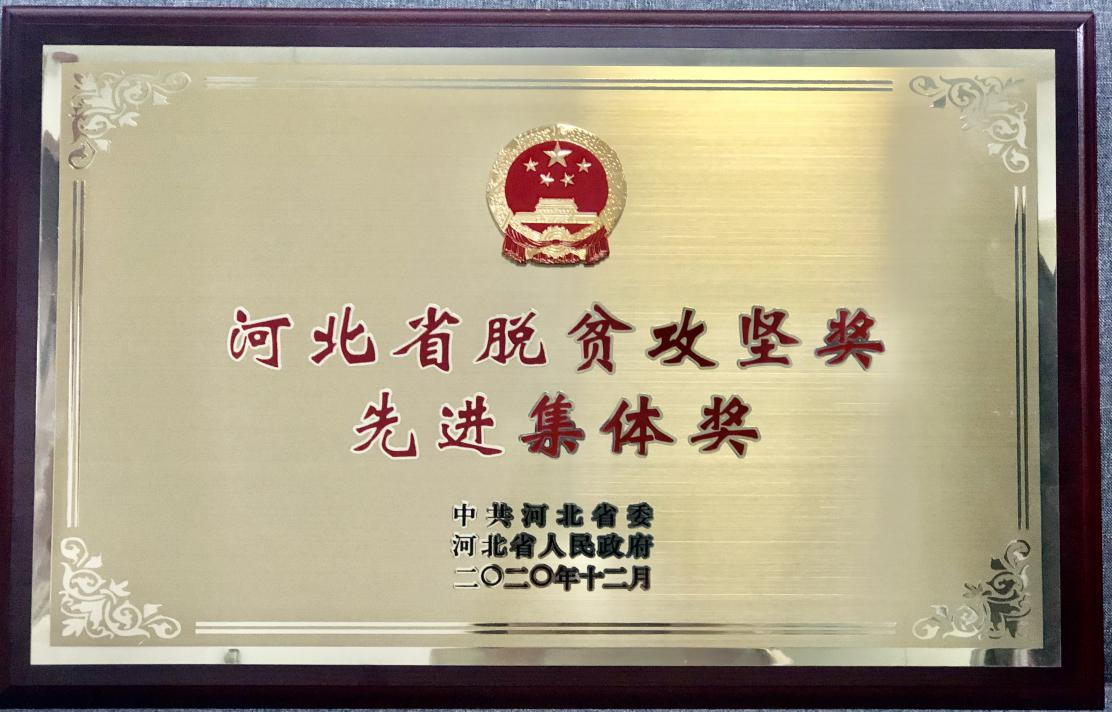 河北省脱贫攻坚奖
先进集体奖
中共河北省委
河北省人民政府
二〇二〇年十二月